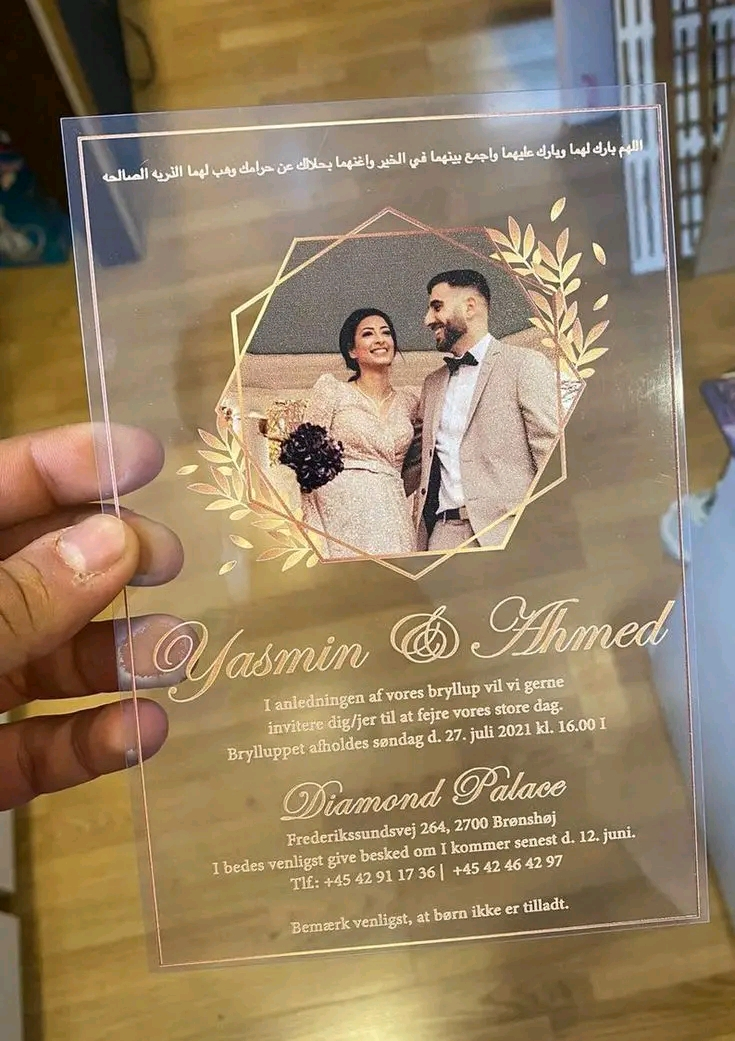 اللهم بارك لهما وبارك عليهما واجمع بينهما في الخير واغنهما بحلالك عن حرامك وهب لهما الذريه الصالحه
Yasmin & Ahmed
I anledningen af vores bryllup vil vi gerne
invitere dig/jer til at fejre vores store dag.
Brylluppet afholdes søndag d. 27. juli 2021 kl. 16.00 I
Diamond Palace
Frederikssundsvej 264, 2700 Brønshøj
I bedes venligst give besked om I kommer senest d. 12. juni.
Tlf.: +45 42 91 17 36 | +45 42 46 42 97
Bemærk venligst, at børn ikke er tilladt.